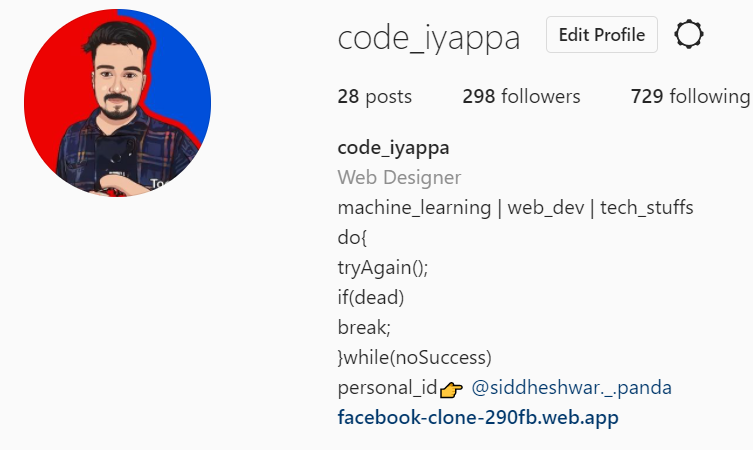 code_iyappa Edit Profile
28 posts 298 followers 729 following
code_iyappa
Web Designer
machine_learning | web_dev | tech_stuffs
do{
tryAgain();
if(dead)
break;
}while(noSuccess)
personal_id👉 @siddheshwar._.panda
facebook-clone-290fb.web.app